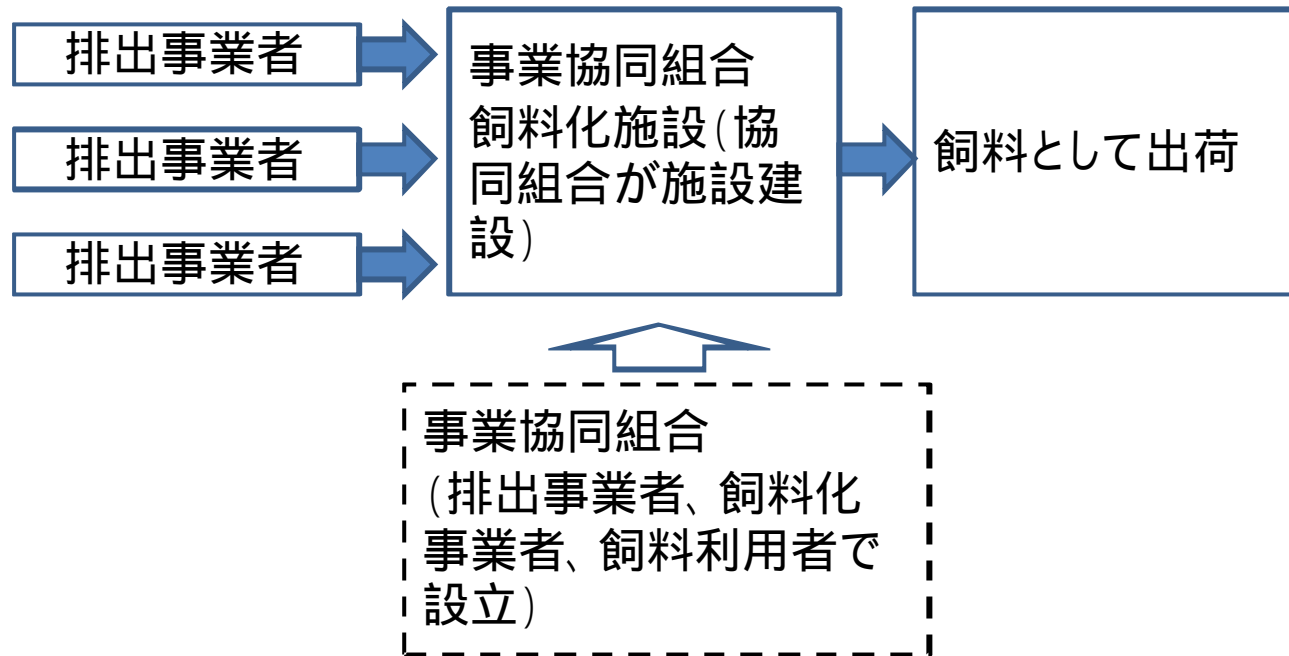 排出事業者
排出事業者
排出事業者
事業協同組合
飼料化施設(協
同組合が施設建
設)
飼料として出荷
事業協同組合
(排出事業者、飼料化
事業者、飼料利用者で
設立)